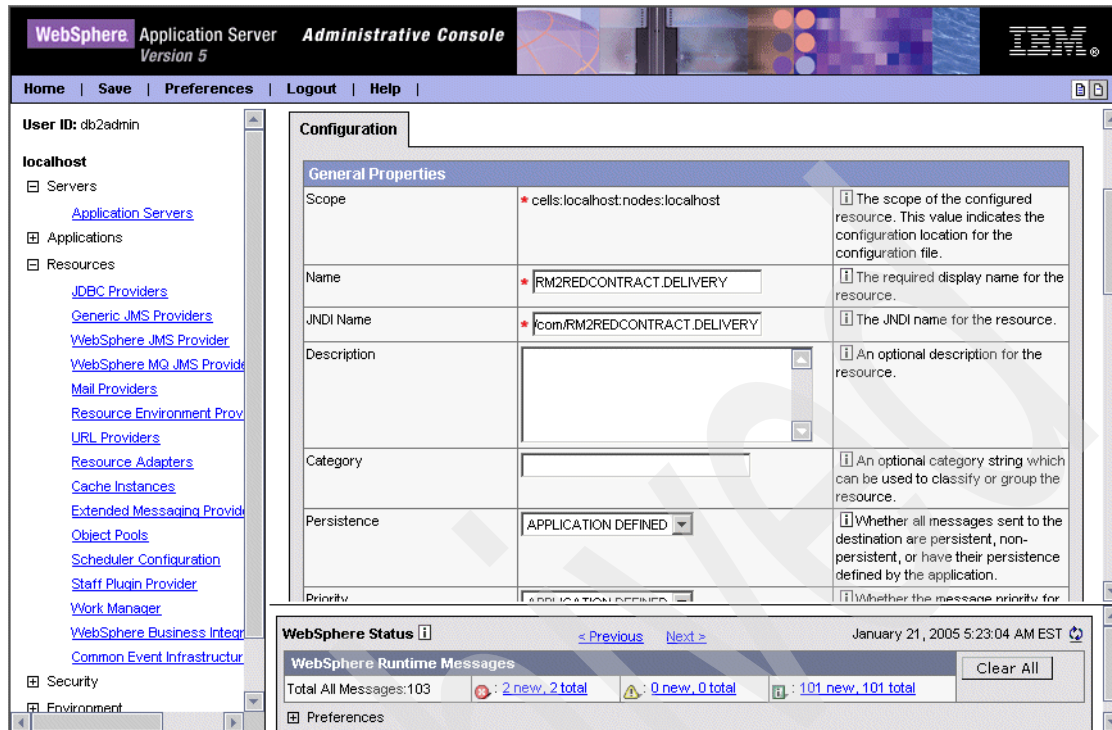 WebSphere. Application Server Administrative Console
Version 5
IBM.
Home | Save | Preferences | Logout | Help |
User ID: db2admin
localhost
Servers
Application Servers
Applications
Resources
JDBC Providers
Generic JMS Providers
WebSphere JMS Provider
WebSphere MQ JMS Provide
Mail Providers
Resource Environment Prov
URL Providers
Resource Adapters
Cache Instances
Extended Messaging Provide
Object Pools
Scheduler Configuration
Staff Plugin Provider
Work Manager
WebSphere Business Integr
Common Event Infrastructur
Security
Environment
Configuration
General Properties
Scope
* cells:localhost:nodes:localhost
i The scope of the configured
resource. This value indicates the
configuration location for the
configuration file.
Name
* RM2REDCONTRACT.DELIVERY
i The required display name for the
resource.
JNDI Name
* /com/RM2REDCONTRACT.DELIVERY
i The JNDI name for the resource.
Description
i An optional description for the
resource.
Category
i An optional category string which
can be used to classify or group the
resource.
Persistence
APPLICATION DEFINED
i Whether all messages sent to the
destination are persistent, non-
persistent, or have their persistence
defined by the application.
Priority
APPLICATION DEFINED
i Whether the message priority for
WebSphere Status i
< Previous Next >
January 21, 2005 5:23:04 AM EST
WebSphere Runtime Messages
Clear All
Total All Messages:103
: 2 new, 2 total
: 0 new, 0 total
: 101 new, 101 total
Preferences